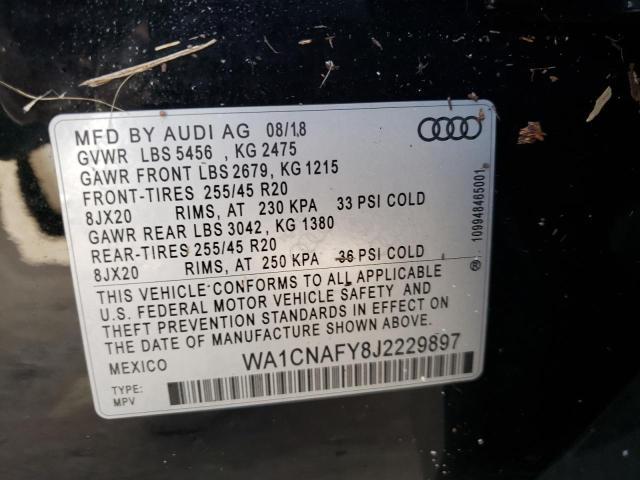 MFD BY AUDI AG 08/18
GVWR LBS 5456 , KG 2475
GAWR FRONT LBS 2679, KG 1215
FRONT-TIRES 255/45 R20
8JX20 RIMS, AT 230 KPA 33 PSI COLD
GAWR REAR LBS 3042, KG 1380
REAR-TIRES 255/45 R20
8JX20 RIMS, AT 250 KPA 36 PSI COLD
THIS VEHICLE CONFORMS TO ALL APPLICABLE
U.S. FEDERAL MOTOR VEHICLE SAFETY AND
THEFT PREVENTION STANDARDS IN EFFECT ON
THE DATE OF MANUFACTURE SHOWN ABOVE.
MEXICO WA1CNAFY8J2229897
TYPE:
MPV
109948465001